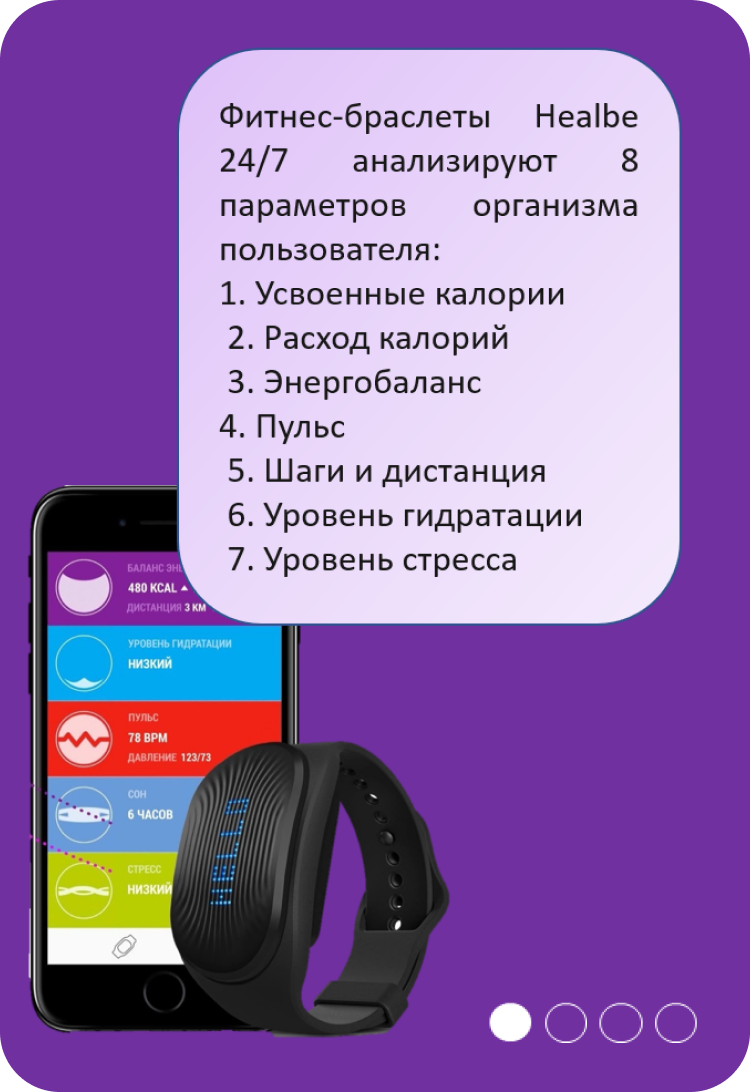 Фитнес-браслеты Healbe
24/7 анализируют 8
параметров организма
пользователя:
1. Усвоенные калории
2. Расход калорий
3. Энергобаланс
4. Пульс
5. Шаги и дистанция
6. Уровень гидратации
7. Уровень стресса
БАЛАНС
480 KCAL
ДИСТАНЦИЯ 3 КМ
УРОВЕНЬ ГИДРАТАЦИИ
НИЗКИЙ
ПУЛЬС
78 BPM
ДАВЛЕНИЕ 123/73
СОН
6 ЧАСОВ
СТРЕСС
НИЗКИЙ
HELLO